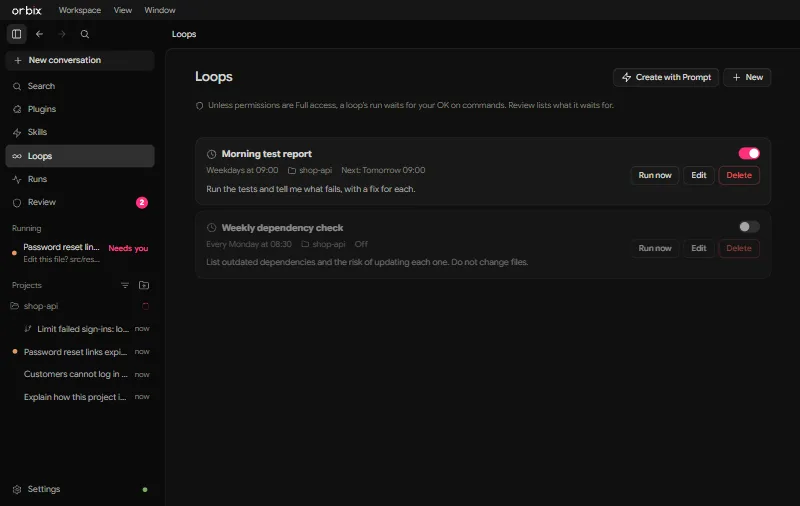 orbix Workspace View Window
Loops
New conversation
Search
Plugins
Skills
Loops
Runs
Review 2
Running
Password reset lin... Needs you
Edit this file? src/res...
Projects
shop-api
Limit failed sign-ins: lo... now
Password reset links expi... now
Customers cannot log in ... now
Explain how this project i... now
Settings
Loops
Create with Prompt
New
Unless permissions are Full access, a loop's run waits for your OK on commands. Review lists what it waits for.
Morning test report
Weekdays at 09:00 shop-api Next: Tomorrow 09:00
Run the tests and tell me what fails, with a fix for each.
Run now Edit Delete
Weekly dependency check
Every Monday at 08:30 shop-api Off
List outdated dependencies and the risk of updating each one. Do not change files.
Run now Edit Delete